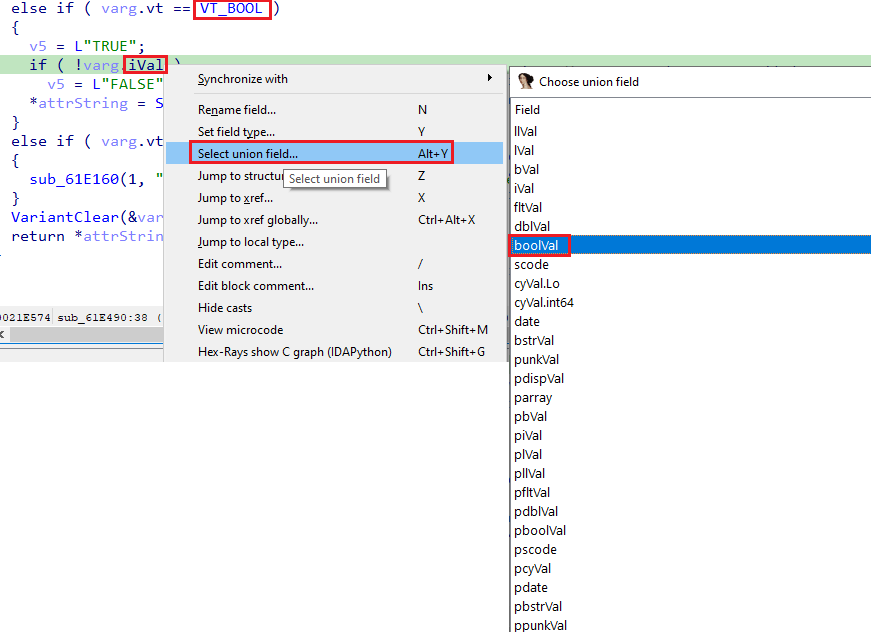 else if ( varg.vt == VT_BOOL )
{
v5 = L"TRUE";
if ( !varg.iVal )
v5 = L"FALSE"
*attrString = S
}
else if ( varg.vt
{
sub_61E160(1, "
}
VariantClear(&var
return *attrStrin
0021E574 sub_61E490:38 (
Synchronize with
Rename field... N
Set field type... Y
Select union field... Alt+Y
Jump to structu Z
Select union field
Jump to xref... X
Jump to xref globally... Ctrl+Alt+X
Jump to local type...
Edit comment... /
Edit block comment... Ins
Hide casts \
View microcode Ctrl+Shift+M
Hex-Rays show C graph (IDAPython) Ctrl+Shift+G
Choose union field
Field
llVal
lVal
bVal
iVal
fltVal
dblVal
boolVal
scode
cyVal.Lo
cyVal.int64
date
bstrVal
punkVal
pdispVal
parray
pbVal
piVal
plVal
pllVal
pfltVal
pdblVal
pboolVal
pscode
pcyVal
pdate
pbstrVal
ppunkVal